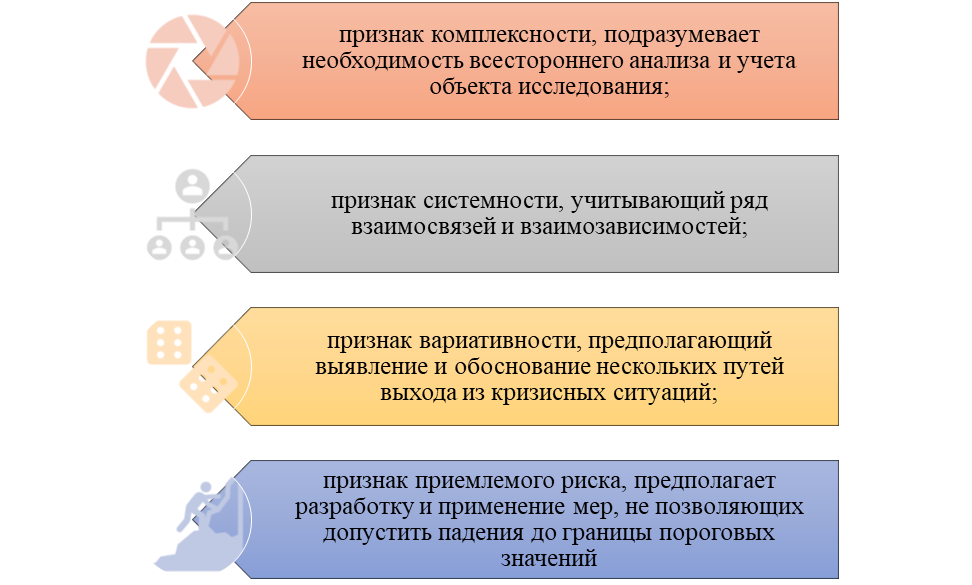 признак комплексности, подразумевает
необходимость всестороннего анализа и учета
объекта исследования;
признак системности, учитывающий ряд
взаимосвязей и взаимозависимостей;
признак вариативности, предполагающий
выявление и обоснование нескольких путей
выхода из кризисных ситуаций;
признак приемлемого риска, предполагает
разработку и применение мер, не позволяющих
допустить падения до границы пороговых
значений